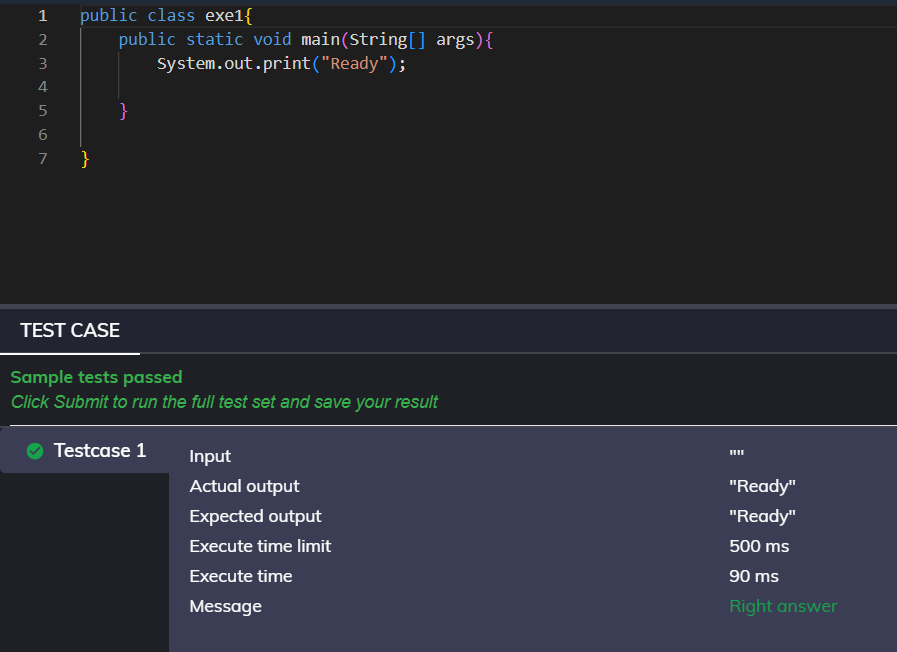 1 public class exe1{
2 public static void main(String[] args){
3 System.out.print("Ready");
4
5 }
6
7 }
TEST CASE
Sample tests passed
Click Submit to run the full test set and save your result
Testcase 1
Input ""
Actual output "Ready"
Expected output "Ready"
Execute time limit 500 ms
Execute time 90 ms
Message Right answer